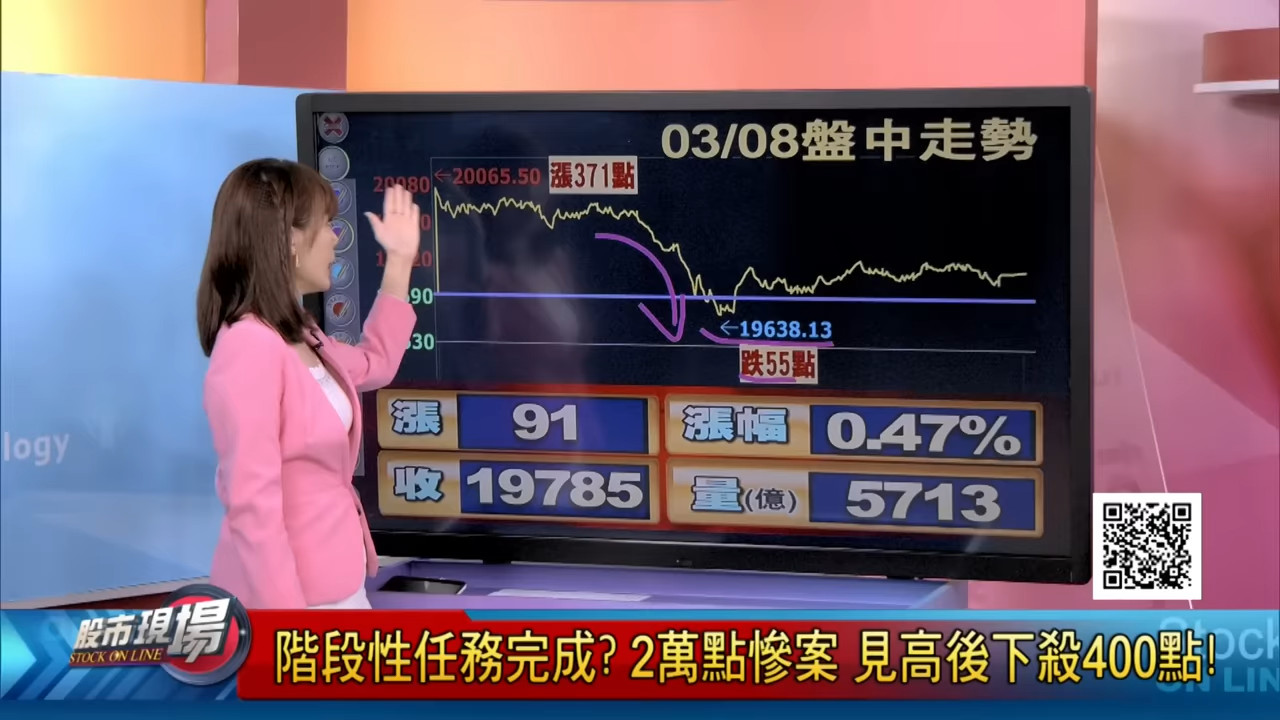 03/08盤中走勢
20080
←20065.50
漲371點
←19638.13
跌55點
漲
91
漲幅
0.47%
收
19785
量(億)
5713
logy
股市現場
STOCK ON LINE
階段性任務完成? 2萬點慘案 見高後下殺400點!